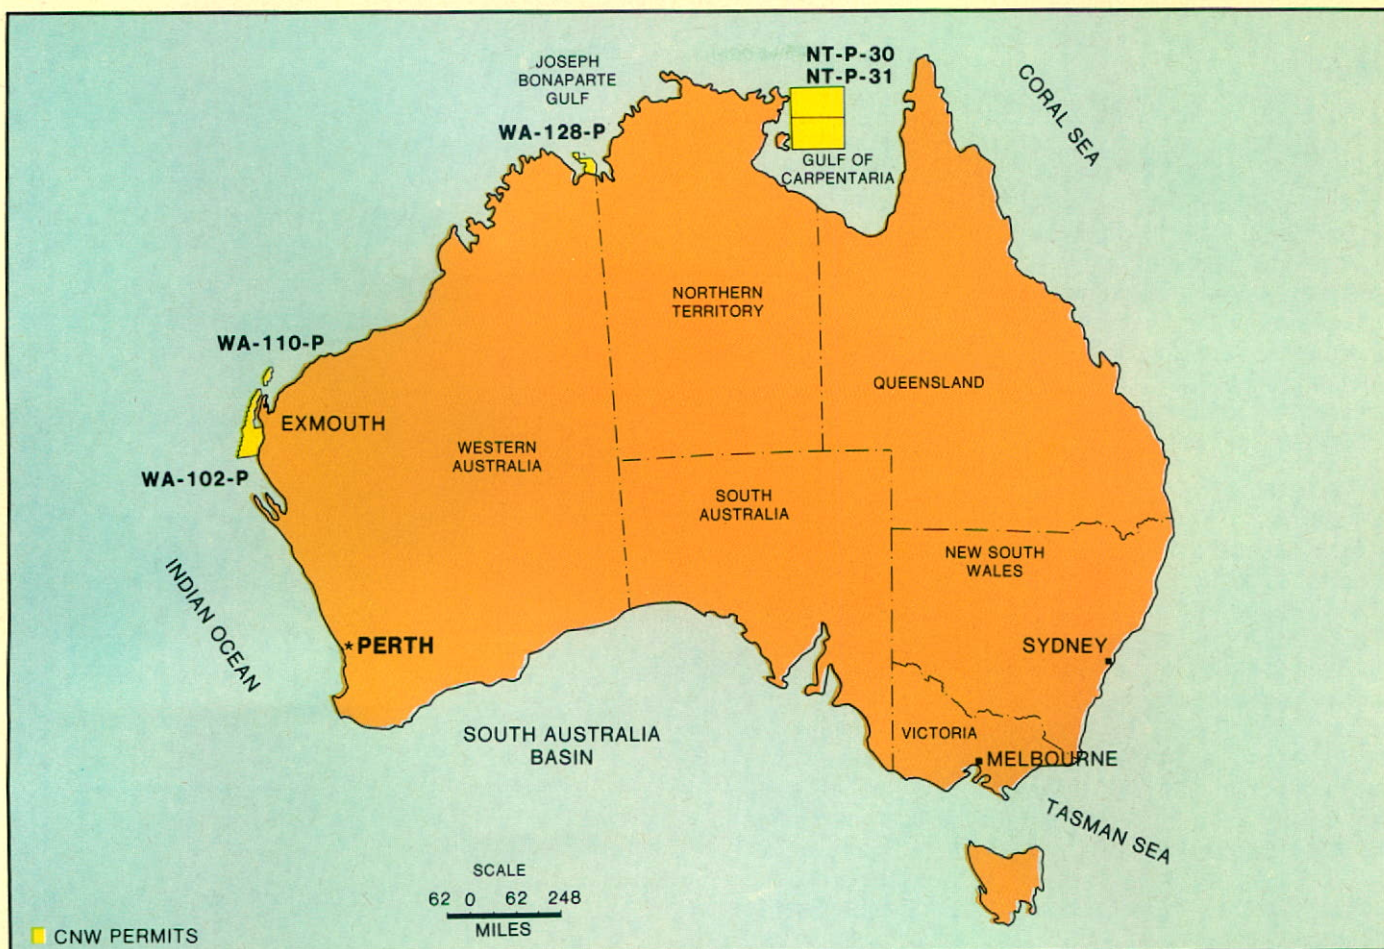 NT-P-30
NT-P-31
JOSEPH
BONAPARTE
GULF
CORAL SEA
WA-128-P
GULF OF
CARPENTARIA
NORTHERN
TERRITORY
WA-110-P
QUEENSLAND
EXMOUTH
WESTERN
AUSTRALIA
WA-102-P
SOUTH
AUSTRALIA
NEW SOUTH
WALES
INDIAN OCEAN
*PERTH
SYDNEY
SOUTH AUSTRALIA
BASIN
VICTORIA
MELBOURNE
TASMAN SEA
SCALE
62 0 62 248
MILES
CNW PERMITS